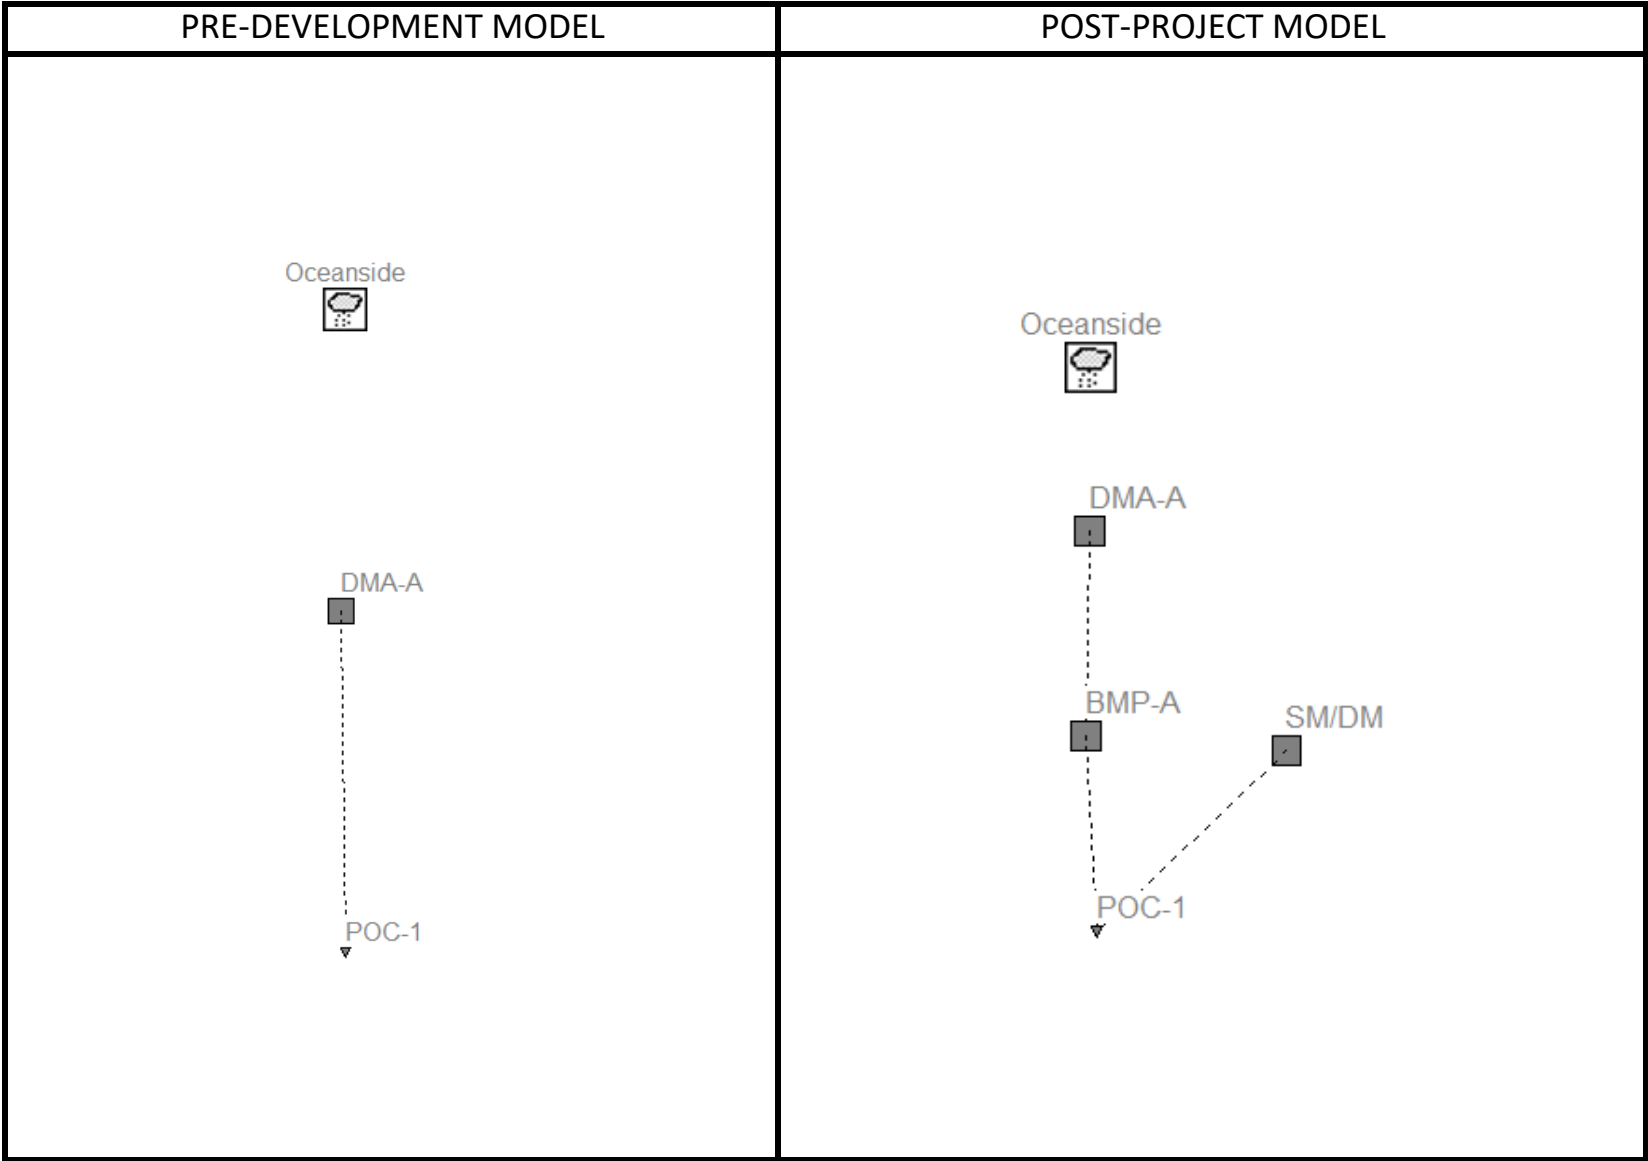 PRE-DEVELOPMENT MODEL
POST-PROJECT MODEL
Oceanside
DMA-A
POC-1
Oceanside
DMA-A
BMP-A
SM/DM
POC-1